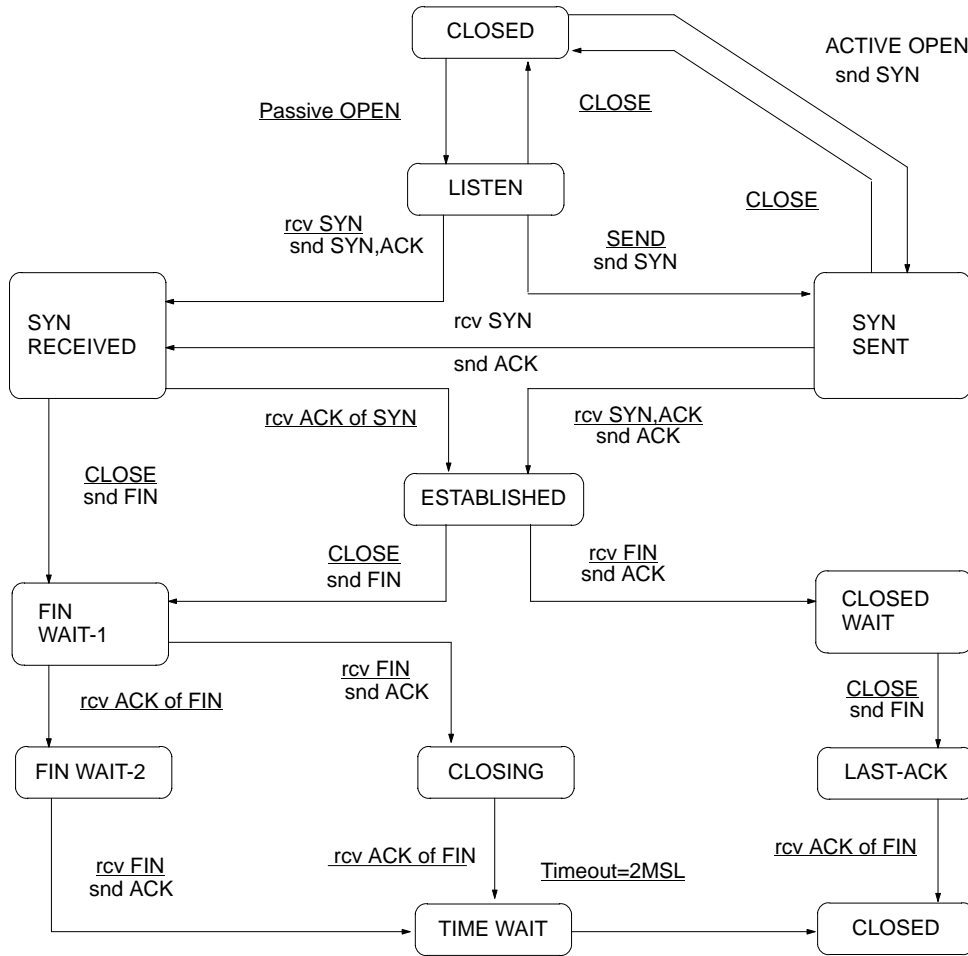 CLOSED
ACTIVE OPEN
snd SYN
Passive OPEN
CLOSE
LISTEN
CLOSE
rcv SYN
snd SYN,ACK
SEND
snd SYN
SYN
RECEIVED
rcv SYN
snd ACK
SYN
SENT
rcv ACK of SYN
rcv SYN,ACK
snd ACK
CLOSE
snd FIN
ESTABLISHED
CLOSE
snd FIN
rcv FIN
snd ACK
FIN
WAIT-1
CLOSED
WAIT
rcv FIN
snd ACK
rcv ACK of FIN
CLOSE
snd FIN
FIN WAIT-2
CLOSING
LAST-ACK
rcv FIN
snd ACK
rcv ACK of FIN
Timeout=2MSL
rcv ACK of FIN
TIME WAIT
CLOSED